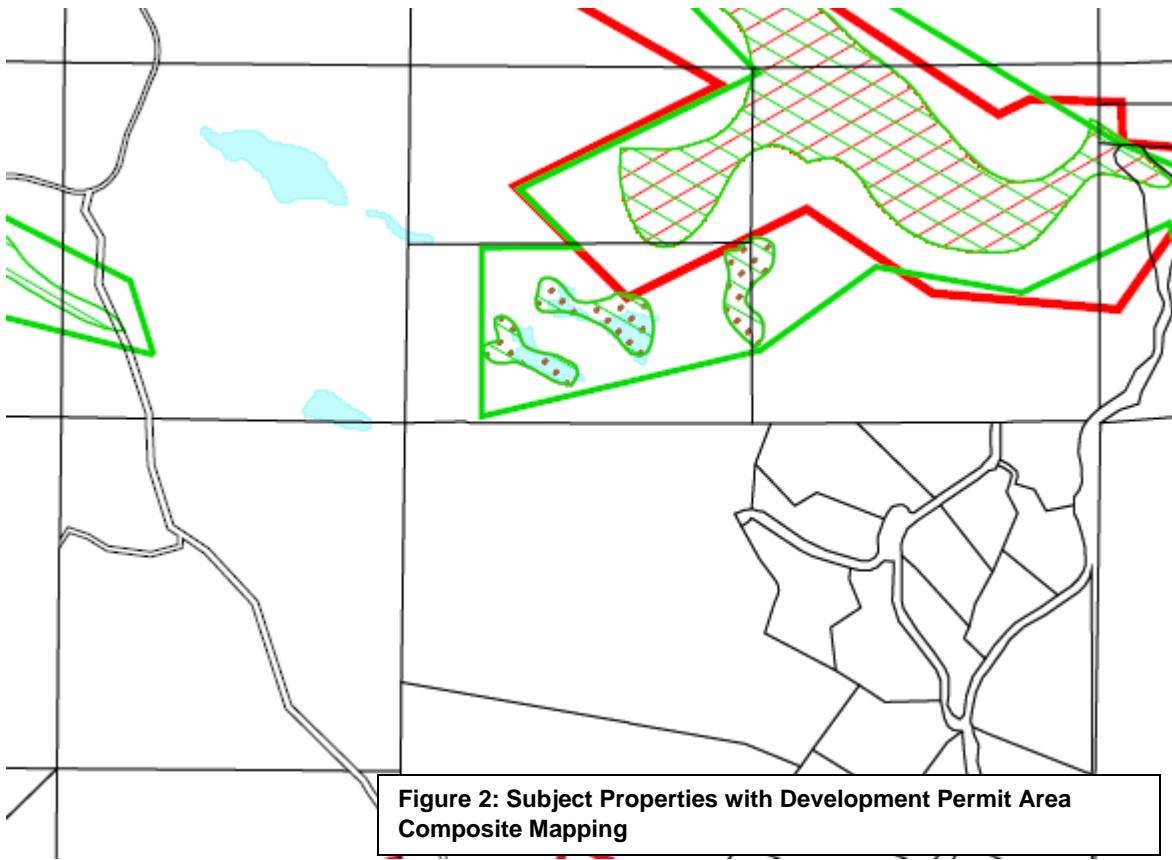 Figure 2: Subject Properties with Development Permit Area
Composite Mapping